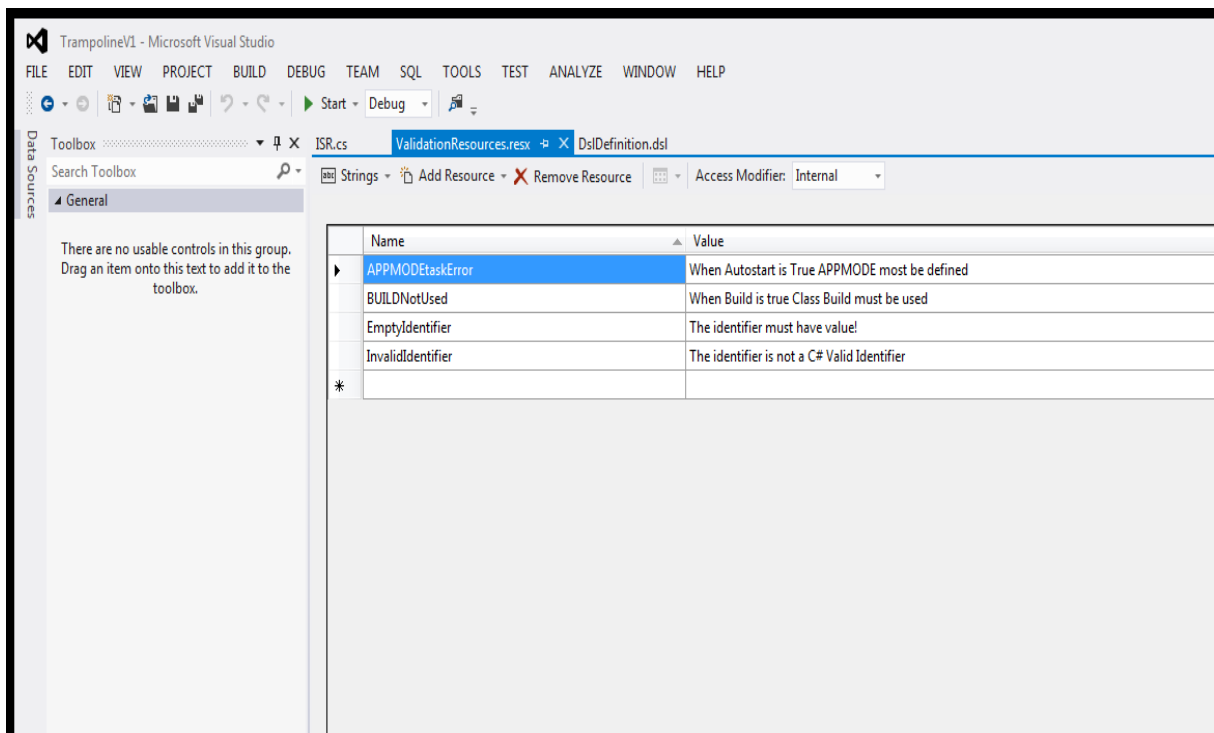 TrampolineV1 - Microsoft Visual Studio
FILE EDIT VIEW PROJECT BUILD DEBUG TEAM SQL TOOLS TEST ANALYZE WINDOW HELP
Start Debug
Data Sources
Toolbox
ISR.cs ValidationResources.resx DslDefinition.dsl
Search Toolbox
abc Strings Add Resource Remove Resource Access Modifier: Internal
General
There are no usable controls in this group.
Drag an item onto this text to add it to the
toolbox.
Name Value
APPMODEtaskError When Autostart is True APPMODE most be defined
BUILDNotUsed When Build is true Class Build must be used
EmptyIdentifier The identifier must have value!
InvalidIdentifier The identifier is not a C# Valid Identifier